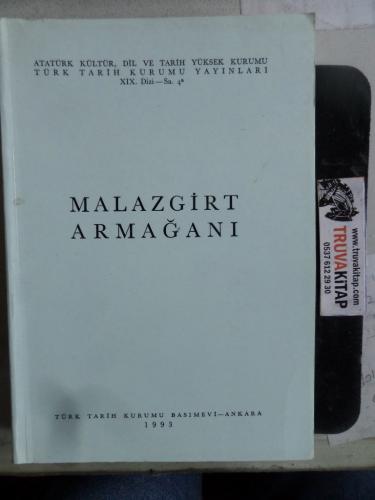 ATATÜRK KÜLTÜR, DİL VE TARİH YÜKSEK KURUMU
TÜRK TARİH KURUMU YAYINLARI
XIX. Dizi—Sa. 4ª
MALAZGİRT
ARMAĞANI
TÜRK TARİH KURUMU BASIMEVİ—ANKARA
1993
www.truvakitap.com
TRUVAKİTAP
0537 612 29 30